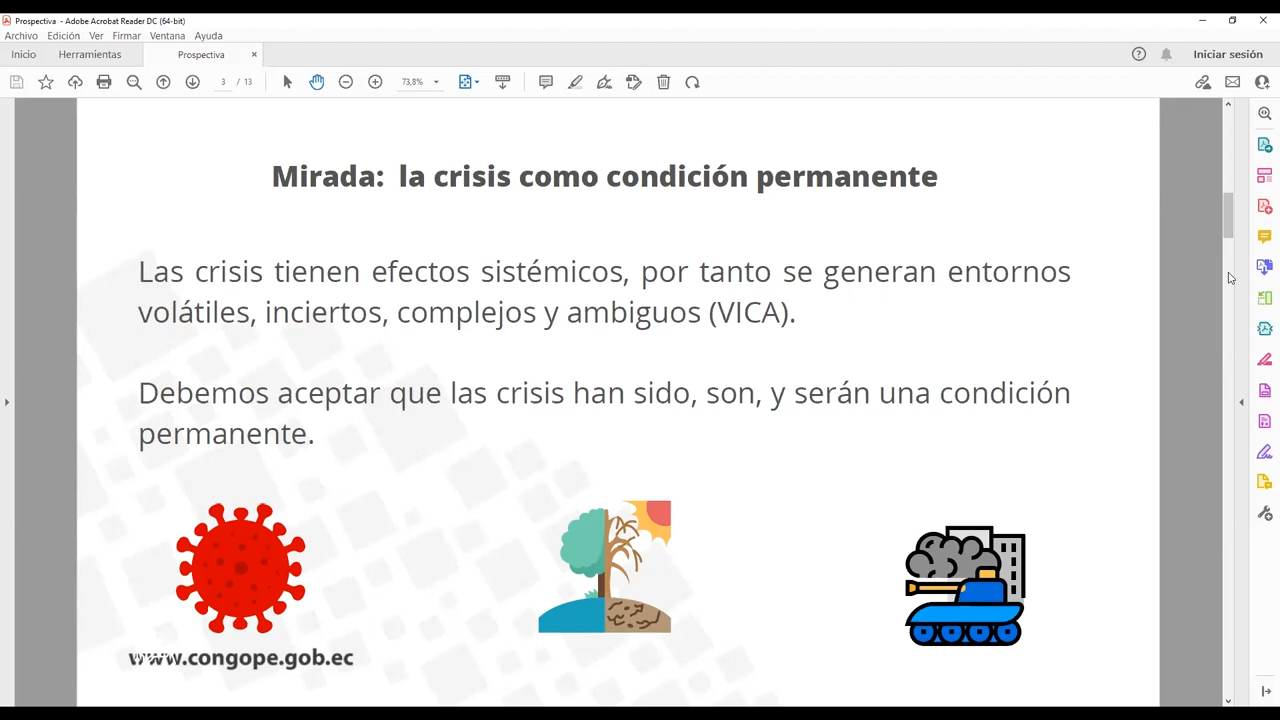 Prospectiva - Adobe Acrobat Reader DC (64-bit)
Archivo Edición Ver Firmar Ventana Ayuda
Inicio Herramientas Prospectiva × Iniciar sesión
3 / 13 73,8%
Mirada: la crisis como condición permanente
Las crisis tienen efectos sistémicos, por tanto se generan entornos
volátiles, inciertos, complejos y ambiguos (VICA).
Debemos aceptar que las crisis han sido, son, y serán una condición
permanente.
www.congope.gob.ec